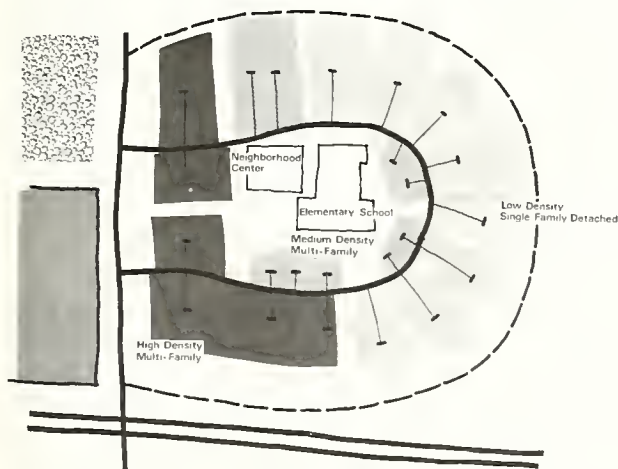 Neighborhood
Center
Elementary School
Medium Density
Multi-Family
Low Density
Single Family Detached
High Density
Multi-Family